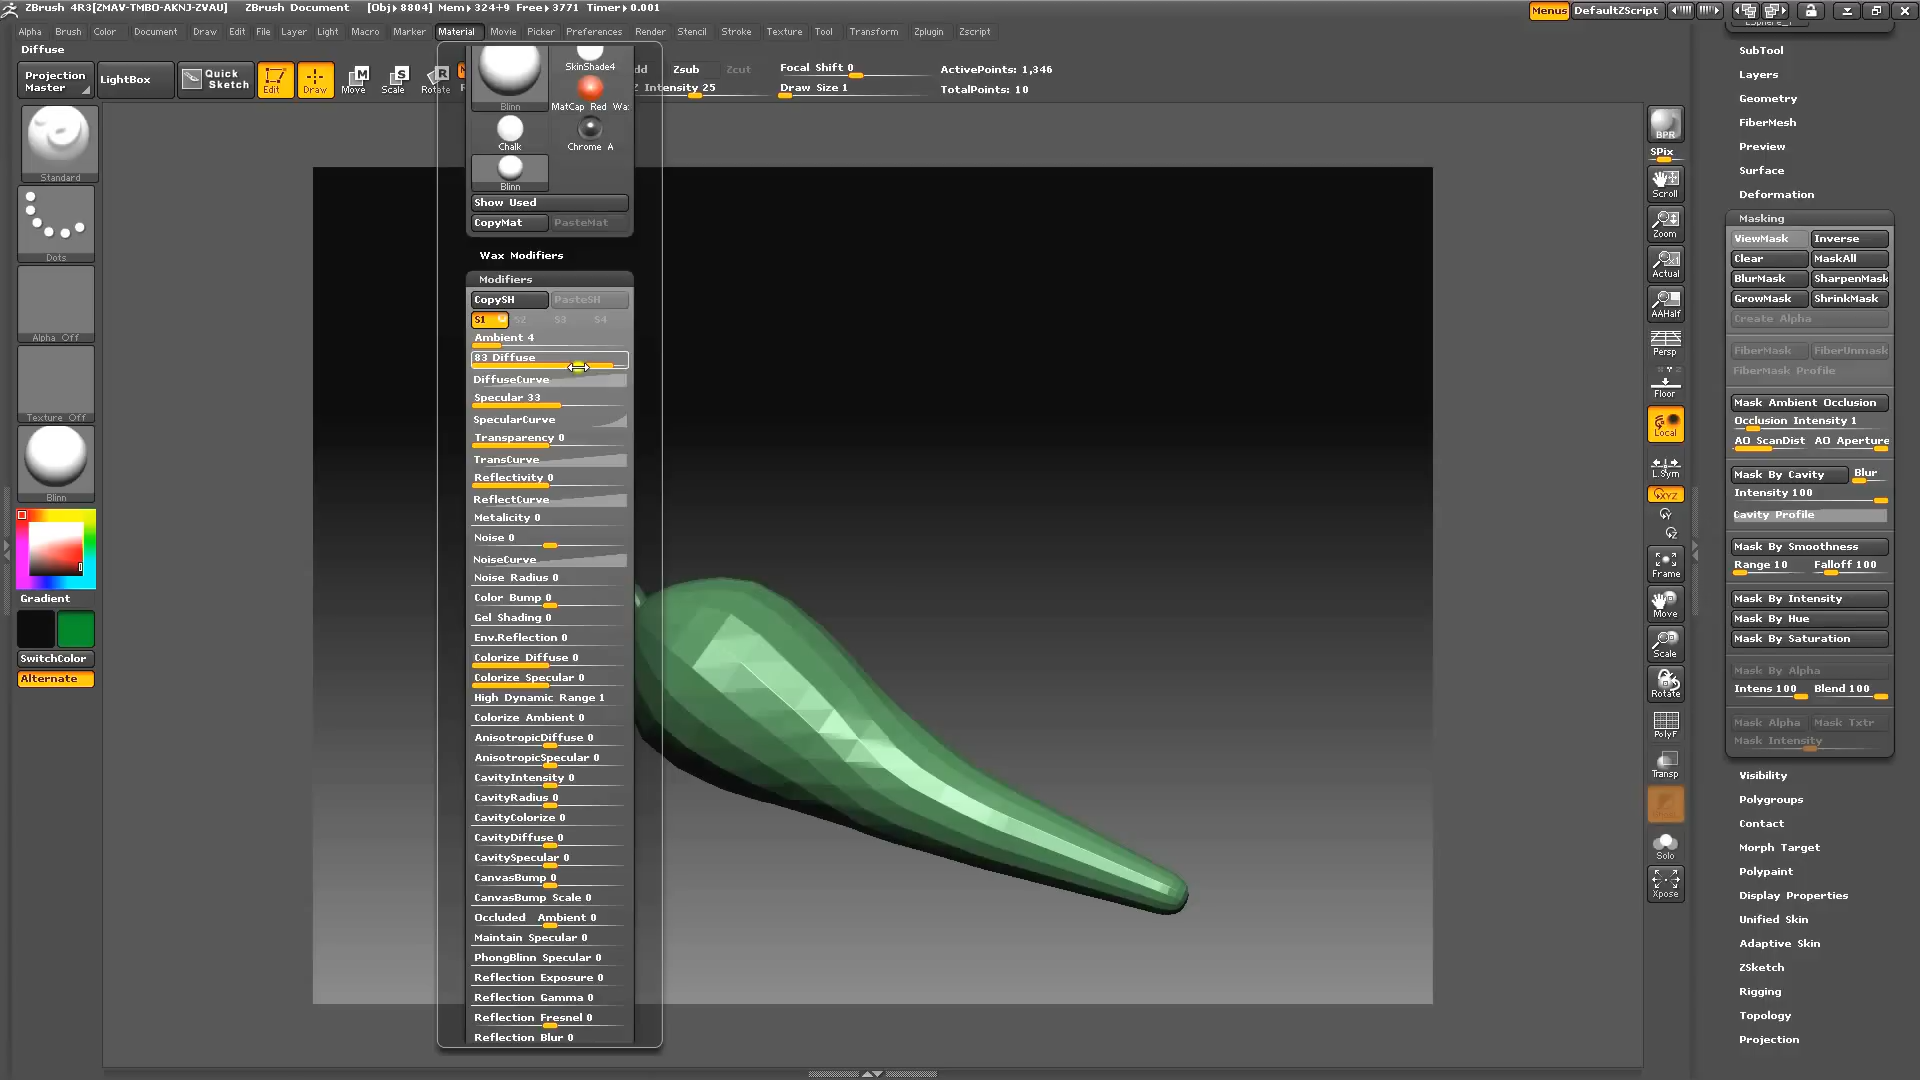 ZBrush 4R3[ZMAV-TMBO-AKNJ-ZVAU] ZBrush Document [Obj▸ 8804] Mem▸324+9 Free▸3771 Timer▸0.001
Menus DefaultZScript
Alpha Brush Color Document Draw Edit File Layer Light Macro Marker Material Movie Picker Preferences Render Stencil Stroke Texture Tool Transform Zplugin Zscript
Diffuse
Projection Master
LightBox
Quick Sketch
Edit
Draw
Move
Scale
Rotate
Zsub
Zcut
Intensity 25
Focal Shift 0
Draw Size 1
ActivePoints: 1,346
TotalPoints: 10
Standard
Dots
Alpha Off
Texture Off
Blinn
Gradient
SwitchColor
Alternate
Blinn
SkinShade4
MatCap Red Wa:
Chalk
Chrome A
Blinn
Show Used
CopyMat PasteMat
Wax Modifiers
Modifiers
CopySH PasteSH
S1 S2 S3 S4
Ambient 4
83 Diffuse
DiffuseCurve
Specular 33
SpecularCurve
Transparency 0
TransCurve
Reflectivity 0
ReflectCurve
Metalicity 0
Noise 0
NoiseCurve
Noise Radius 0
Color Bump 0
Gel Shading 0
Env.Reflection 0
Colorize Diffuse 0
Colorize Specular 0
High Dynamic Range 1
Colorize Ambient 0
AnisotropicDiffuse 0
AnisotropicSpecular 0
CavityIntensity 0
CavityRadius 0
CavityColorize 0
CavityDiffuse 0
CavitySpecular 0
CanvasBump 0
CanvasBump Scale 0
Occluded Ambient 0
Maintain Specular 0
PhongBlinn Specular 0
Reflection Exposure 0
Reflection Gamma 0
Reflection Fresnel 0
Reflection Blur 0
BPR
SPix
Scroll
Zoom
Actual
AAHalf
Persp
Floor
Local
L.Sym
XYZ
Y
Z
Frame
Move
Scale
Rotate
PolyF
Transp
Solo
Xpose
SubTool
Layers
Geometry
FiberMesh
Preview
Surface
Deformation
Masking
ViewMask Inverse
Clear MaskAll
BlurMask SharpenMask
GrowMask ShrinkMask
Create Alpha
FiberMask FiberUnmask
FiberMask Profile
Mask Ambient Occlusion
Occlusion Intensity 1
AO ScanDist AO Aperture
Mask By Cavity Blur
Intensity 100
Cavity Profile
Mask By Smoothness
Range 10 Falloff 100
Mask By Intensity
Mask By Hue
Mask By Saturation
Mask By Alpha
Intens 100 Blend 100
Mask Alpha Mask Txtr
Mask Intensity
Visibility
Polygroups
Contact
Morph Target
Polypaint
Display Properties
Unified Skin
Adaptive Skin
ZSketch
Rigging
Topology
Projection